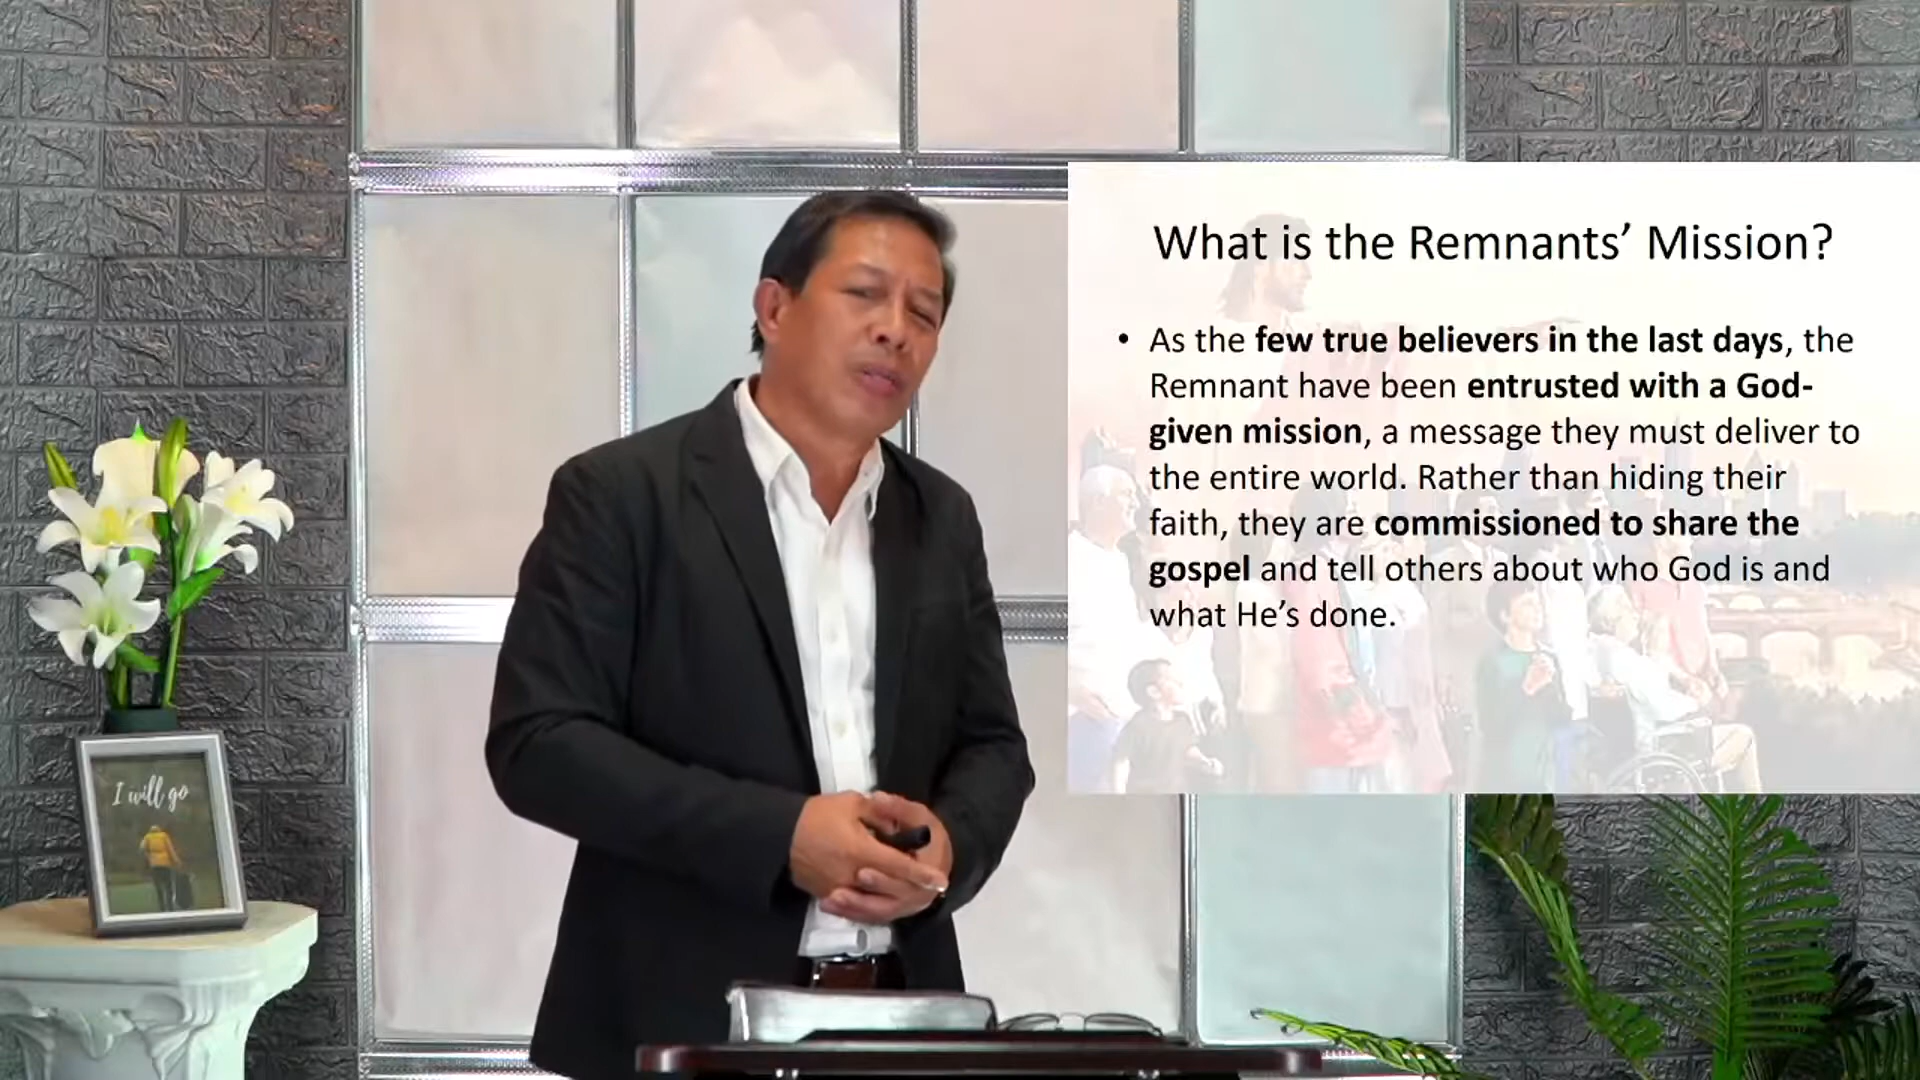 What is the Remnants’ Mission?
• As the few true believers in the last days, the
Remnant have been entrusted with a God-
given mission, a message they must deliver to
the entire world. Rather than hiding their
faith, they are commissioned to share the
gospel and tell others about who God is and
what He’s done.
I will go